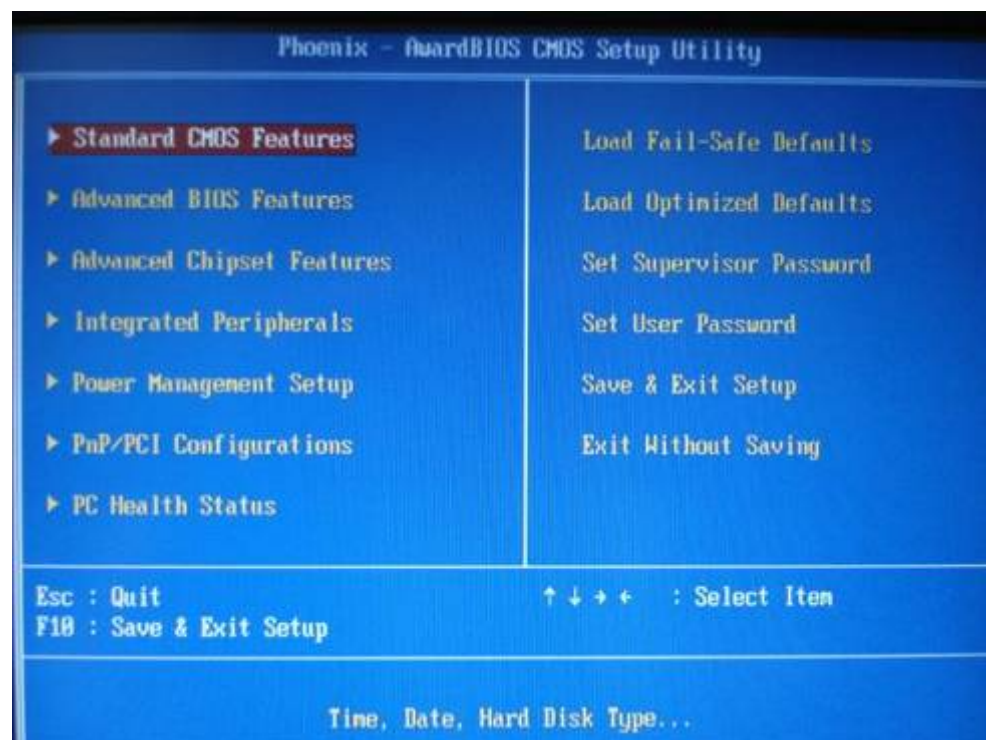 Phoenix - AwardBIOS CMOS Setup Utility
▶ Standard CMOS Features
▶ Advanced BIOS Features
▶ Advanced Chipset Features
▶ Integrated Peripherals
▶ Power Management Setup
▶ PnP/PCI Configurations
▶ PC Health Status
Load Fail-Safe Defaults
Load Optimized Defaults
Set Supervisor Password
Set User Password
Save & Exit Setup
Exit Without Saving
Esc : Quit
F10 : Save & Exit Setup
↑ ↓ → ← : Select Item
Time, Date, Hard Disk Type...